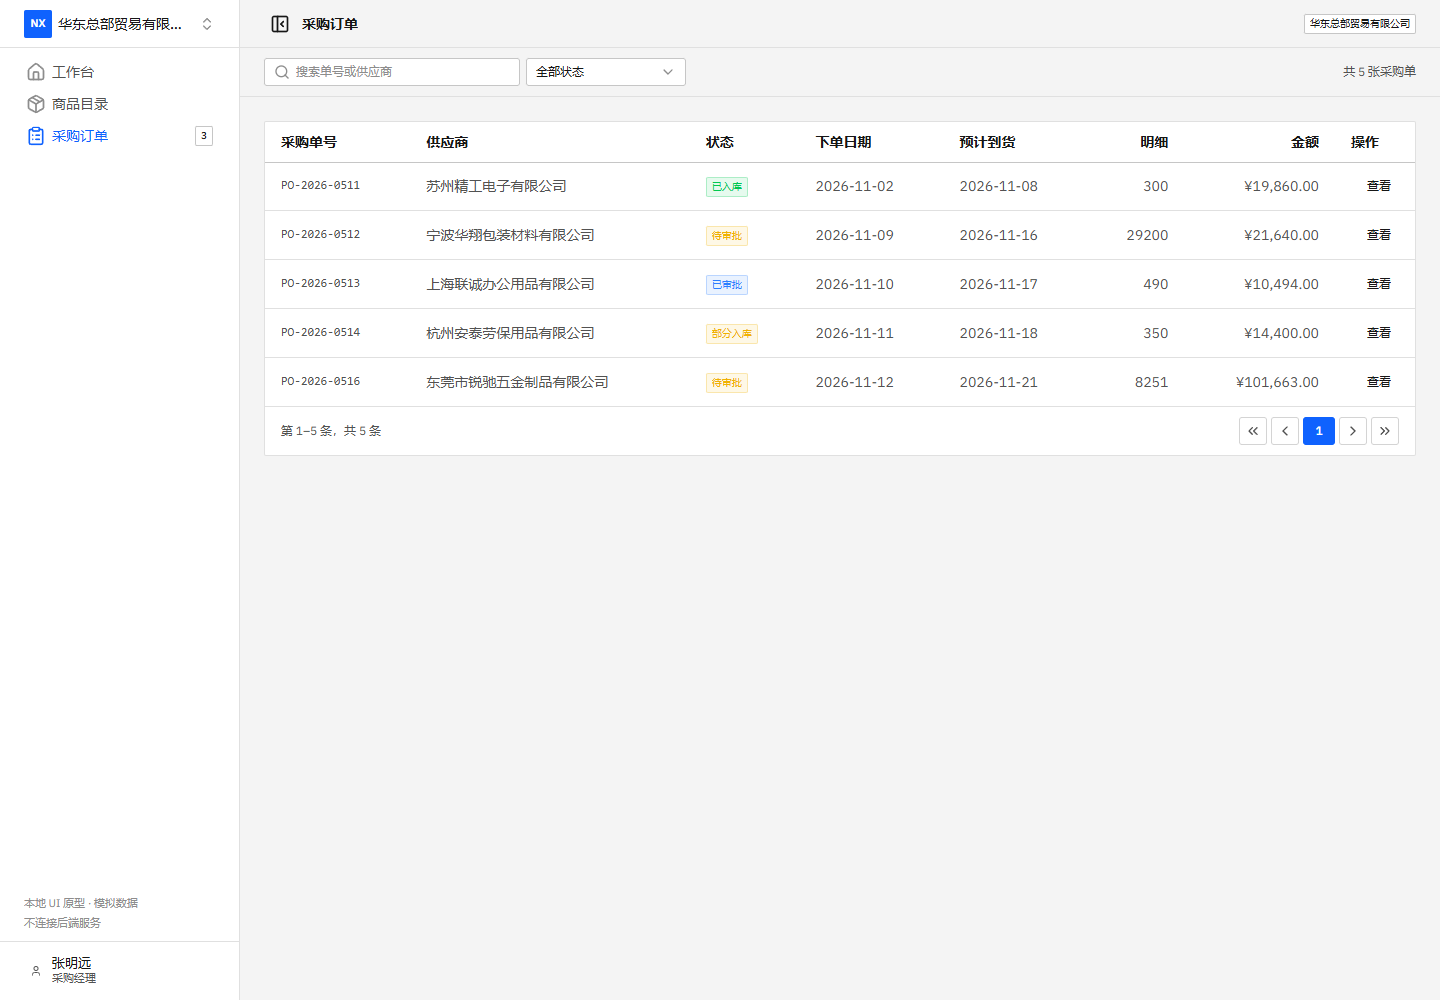 NX 华东总部贸易有限...
工作台
商品目录
采购订单 3
本地 UI 原型 · 模拟数据
不连接后端服务
张明远
采购经理
采购订单 华东总部贸易有限公司
搜索单号或供应商 全部状态 共 5 张采购单
采购单号 供应商 状态 下单日期 预计到货 明细 金额 操作
PO-2026-0511 苏州精工电子有限公司 已入库 2026-11-02 2026-11-08 300 ¥19,860.00 查看
PO-2026-0512 宁波华翔包装材料有限公司 待审批 2026-11-09 2026-11-16 29200 ¥21,640.00 查看
PO-2026-0513 上海联诚办公用品有限公司 已审批 2026-11-10 2026-11-17 490 ¥10,494.00 查看
PO-2026-0514 杭州安泰劳保用品有限公司 部分入库 2026-11-11 2026-11-18 350 ¥14,400.00 查看
PO-2026-0516 东莞市锐驰五金制品有限公司 待审批 2026-11-12 2026-11-21 8251 ¥101,663.00 查看
第 1–5 条，共 5 条 1